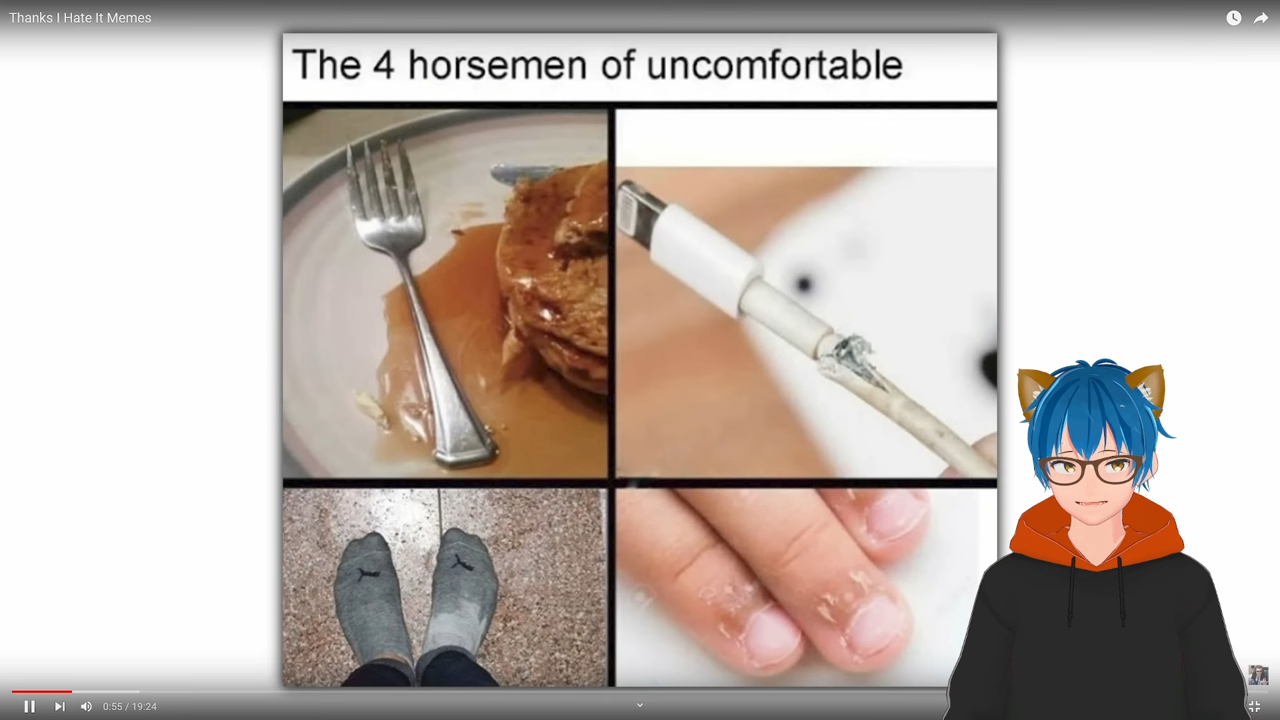 Thanks I Hate It Memes
The 4 horsemen of uncomfortable
0:55 / 19:24